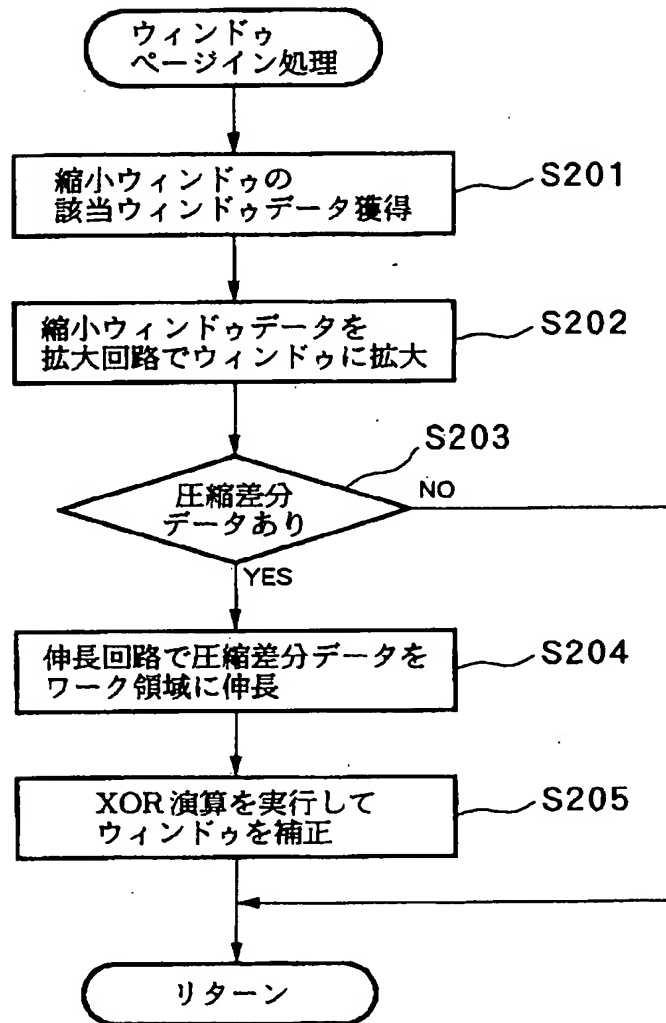 ウィンドゥ
ページイン処理
縮小ウィンドゥの
該当ウィンドゥデータ獲得
S201
縮小ウィンドゥデータを
拡大回路でウィンドゥに拡大
S202
S203
圧縮差分
データあり
NO
YES
伸長回路で圧縮差分データを
ワーク領域に伸長
S204
XOR演算を実行して
ウィンドゥを補正
S205
リターン